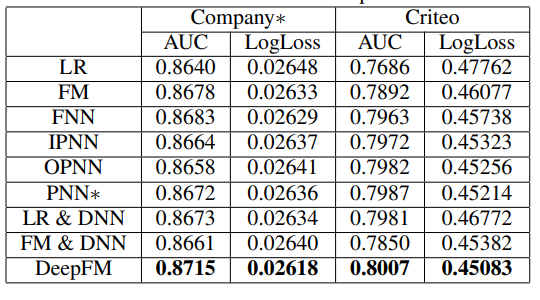 Company∗ Criteo
AUC LogLoss AUC LogLoss
LR 0.8640 0.02648 0.7686 0.47762
FM 0.8678 0.02633 0.7892 0.46077
FNN 0.8683 0.02629 0.7963 0.45738
IPNN 0.8664 0.02637 0.7972 0.45323
OPNN 0.8658 0.02641 0.7982 0.45256
PNN∗ 0.8672 0.02636 0.7987 0.45214
LR & DNN 0.8673 0.02634 0.7981 0.46772
FM & DNN 0.8661 0.02640 0.7850 0.45382
DeepFM 0.8715 0.02618 0.8007 0.45083